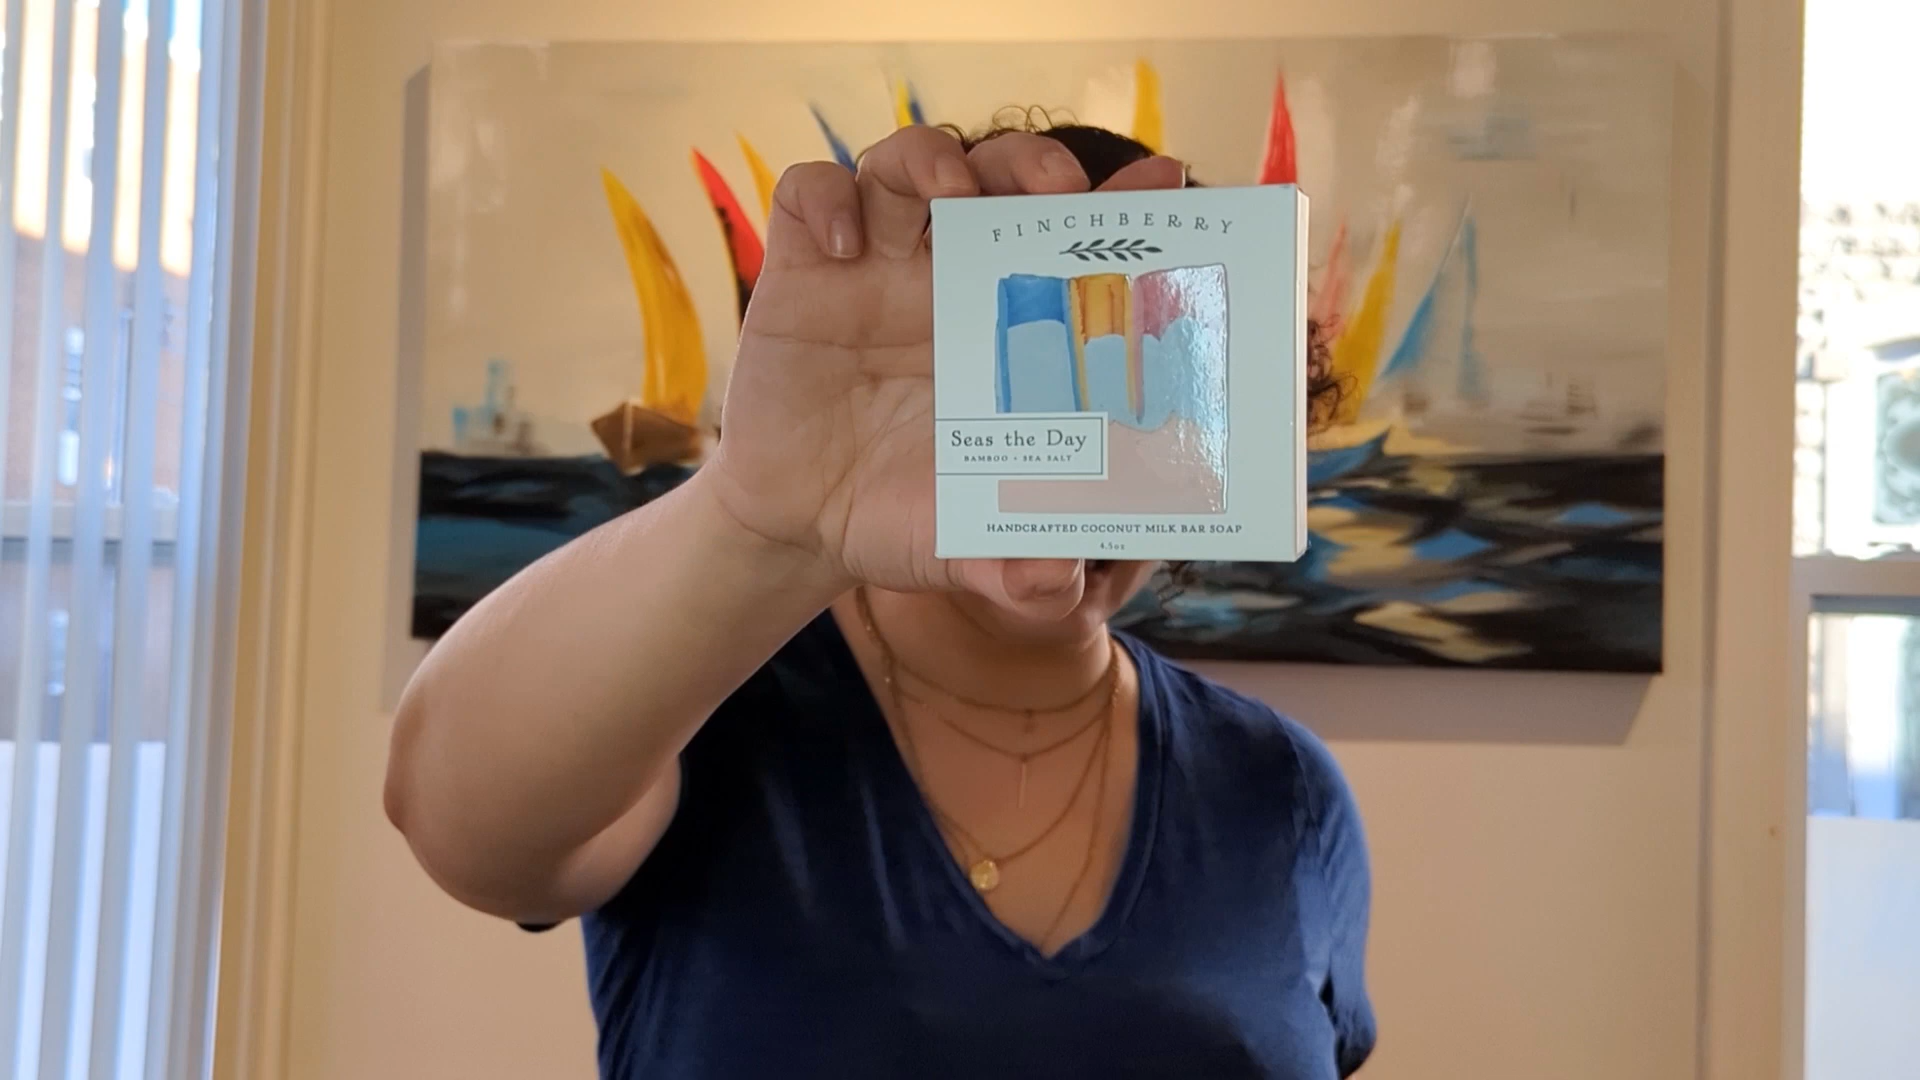 FINCHBERRY
Seas the Day
BAMBOO • SEA SALT
HANDCRAFTED COCONUT MILK BAR SOAP
4.5oz